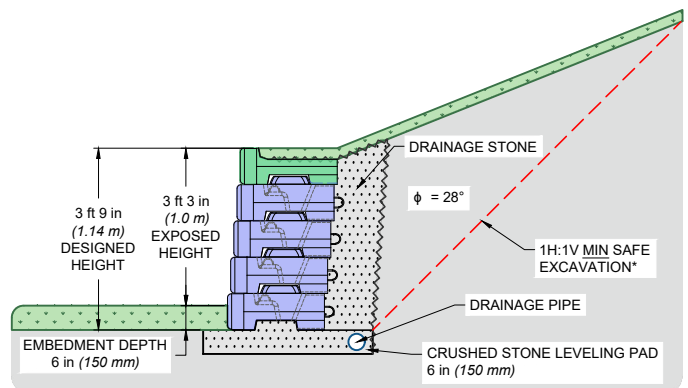 DRAINAGE STONE
ϕ = 28°
3 ft 9 in
(1.14 m)
DESIGNED
HEIGHT
3 ft 3 in
(1.0 m)
EXPOSED
HEIGHT
1H:1V MIN SAFE
EXCAVATION*
DRAINAGE PIPE
EMBEDMENT DEPTH
6 in (150 mm)
CRUSHED STONE LEVELING PAD
6 in (150 mm)